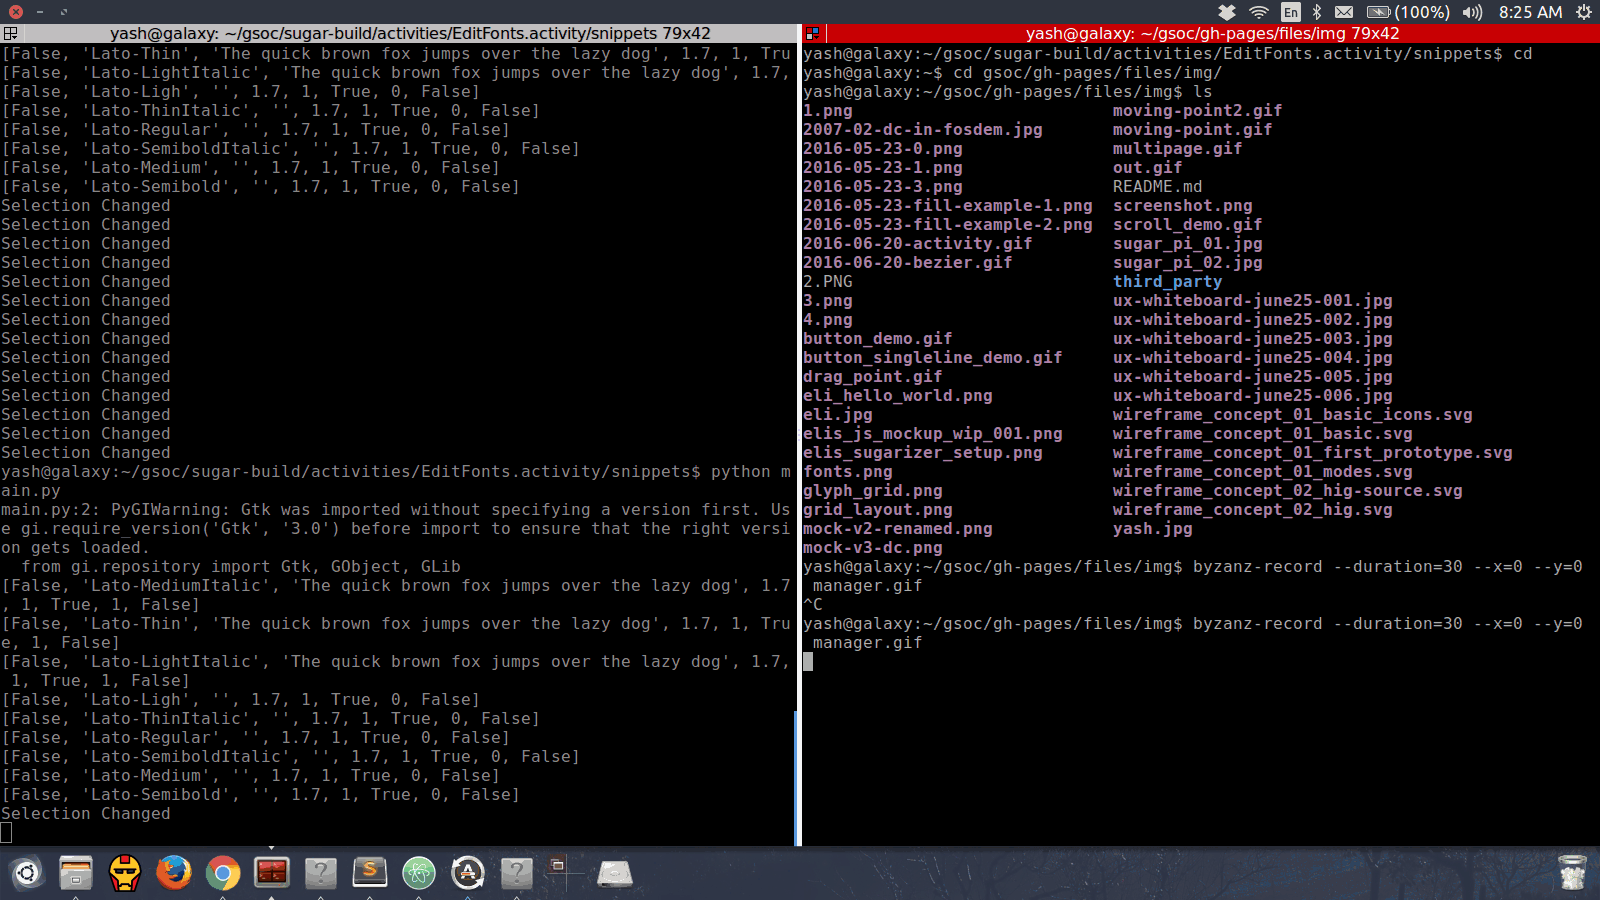 En (100%) 8:25 AM
yash@galaxy: ~/gsoc/sugar-build/activities/EditFonts.activity/snippets 79x42
[False, 'Lato-Thin', 'The quick brown fox jumps over the lazy dog', 1.7, 1, Tru
[False, 'Lato-LightItalic', 'The quick brown fox jumps over the lazy dog', 1.7,
[False, 'Lato-Ligh', '', 1.7, 1, True, 0, False]
[False, 'Lato-ThinItalic', '', 1.7, 1, True, 0, False]
[False, 'Lato-Regular', '', 1.7, 1, True, 0, False]
[False, 'Lato-SemiboldItalic', '', 1.7, 1, True, 0, False]
[False, 'Lato-Medium', '', 1.7, 1, True, 0, False]
[False, 'Lato-Semibold', '', 1.7, 1, True, 0, False]
Selection Changed
Selection Changed
Selection Changed
Selection Changed
Selection Changed
Selection Changed
Selection Changed
Selection Changed
Selection Changed
Selection Changed
Selection Changed
Selection Changed
Selection Changed
Selection Changed
yash@galaxy:~/gsoc/sugar-build/activities/EditFonts.activity/snippets$ python m
ain.py
main.py:2: PyGIWarning: Gtk was imported without specifying a version first. Us
e gi.require_version('Gtk', '3.0') before import to ensure that the right versi
on gets loaded.
  from gi.repository import Gtk, GObject, GLib
[False, 'Lato-MediumItalic', 'The quick brown fox jumps over the lazy dog', 1.7
, 1, True, 1, False]
[False, 'Lato-Thin', 'The quick brown fox jumps over the lazy dog', 1.7, 1, Tru
e, 1, False]
[False, 'Lato-LightItalic', 'The quick brown fox jumps over the lazy dog', 1.7,
 1, True, 1, False]
[False, 'Lato-Ligh', '', 1.7, 1, True, 0, False]
[False, 'Lato-ThinItalic', '', 1.7, 1, True, 0, False]
[False, 'Lato-Regular', '', 1.7, 1, True, 0, False]
[False, 'Lato-SemiboldItalic', '', 1.7, 1, True, 0, False]
[False, 'Lato-Medium', '', 1.7, 1, True, 0, False]
[False, 'Lato-Semibold', '', 1.7, 1, True, 0, False]
Selection Changed
yash@galaxy: ~/gsoc/gh-pages/files/img 79x42
yash@galaxy:~/gsoc/sugar-build/activities/EditFonts.activity/snippets$ cd
yash@galaxy:~$ cd gsoc/gh-pages/files/img/
yash@galaxy:~/gsoc/gh-pages/files/img$ ls
1.png moving-point2.gif
2007-02-dc-in-fosdem.jpg moving-point.gif
2016-05-23-0.png multipage.gif
2016-05-23-1.png out.gif
2016-05-23-3.png README.md
2016-05-23-fill-example-1.png screenshot.png
2016-05-23-fill-example-2.png scroll_demo.gif
2016-06-20-activity.gif sugar_pi_01.jpg
2016-06-20-bezier.gif sugar_pi_02.jpg
2.PNG third_party
3.png ux-whiteboard-june25-001.jpg
4.png ux-whiteboard-june25-002.jpg
button_demo.gif ux-whiteboard-june25-003.jpg
button_singleline_demo.gif ux-whiteboard-june25-004.jpg
drag_point.gif ux-whiteboard-june25-005.jpg
eli_hello_world.png ux-whiteboard-june25-006.jpg
eli.jpg wireframe_concept_01_basic_icons.svg
elis_js_mockup_wip_001.png wireframe_concept_01_basic.svg
elis_sugarizer_setup.png wireframe_concept_01_first_prototype.svg
fonts.png wireframe_concept_01_modes.svg
glyph_grid.png wireframe_concept_02_hig-source.svg
grid_layout.png wireframe_concept_02_hig.svg
mock-v2-renamed.png yash.jpg
mock-v3-dc.png
yash@galaxy:~/gsoc/gh-pages/files/img$ byzanz-record --duration=30 --x=0 --y=0
 manager.gif
^C
yash@galaxy:~/gsoc/gh-pages/files/img$ byzanz-record --duration=30 --x=0 --y=0
 manager.gif